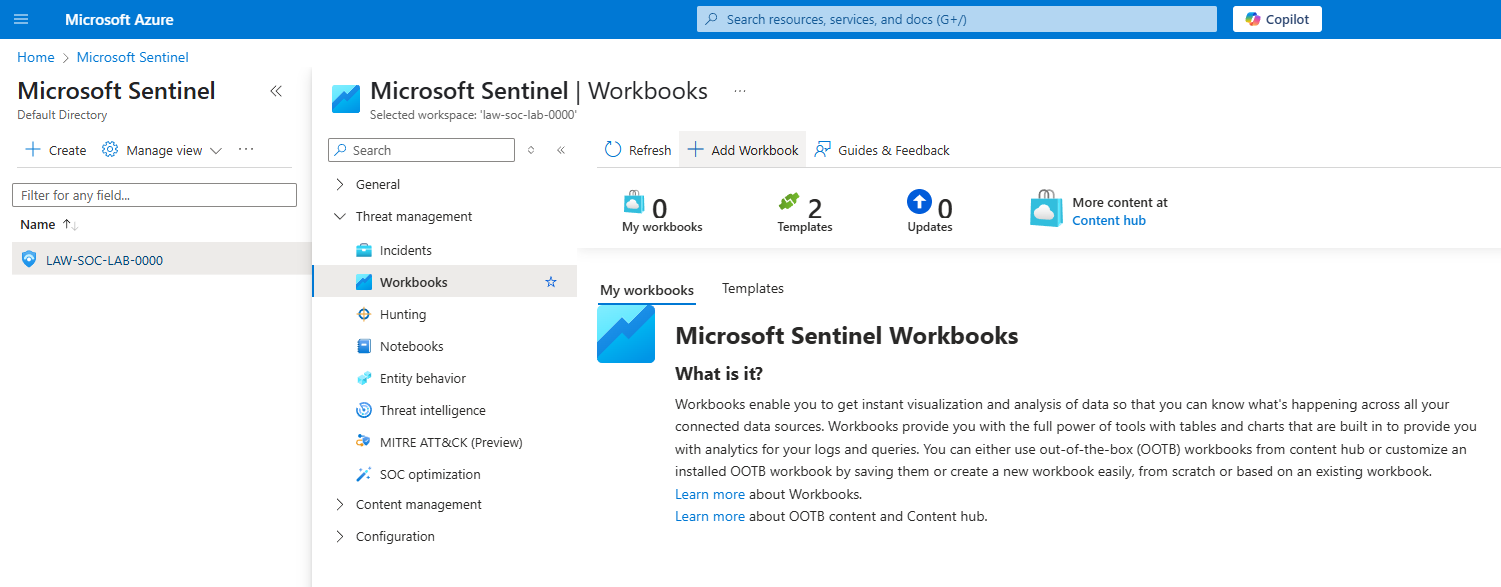 Microsoft Azure
Search resources, services, and docs (G+/)
Copilot
Home > Microsoft Sentinel
Microsoft Sentinel
Default Directory
Create
Manage view
...
Filter for any field...
Name
LAW-SOC-LAB-0000
Microsoft Sentinel | Workbooks
...
Selected workspace: 'law-soc-lab-0000'
Search
General
Threat management
Incidents
Workbooks
Hunting
Notebooks
Entity behavior
Threat intelligence
MITRE ATT&CK (Preview)
SOC optimization
Content management
Configuration
Refresh
Add Workbook
Guides & Feedback
0
My workbooks
2
Templates
0
Updates
More content at
Content hub
My workbooks
Templates
Microsoft Sentinel Workbooks
What is it?
Workbooks enable you to get instant visualization and analysis of data so that you can know what's happening across all your
connected data sources. Workbooks provide you with the full power of tools with tables and charts that are built in to provide you
with analytics for your logs and queries. You can either use out-of-the-box (OOTB) workbooks from content hub or customize an
installed OOTB workbook by saving them or create a new workbook easily, from scratch or based on an existing workbook.
Learn more about Workbooks.
Learn more about OOTB content and Content hub.